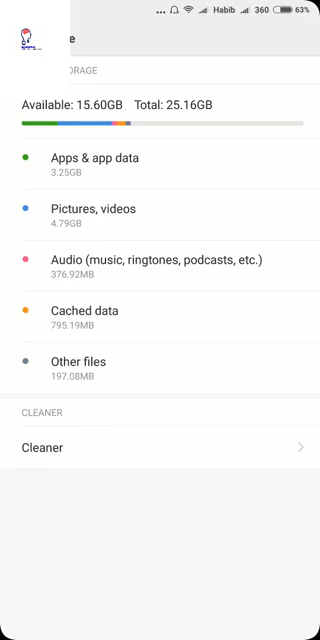 ... Habib 360 63%
e
ORAGE
Available: 15.60GB Total: 25.16GB
Apps & app data
3.25GB
Pictures, videos
4.79GB
Audio (music, ringtones, podcasts, etc.)
376.92MB
Cached data
795.19MB
Other files
197.08MB
CLEANER
Cleaner